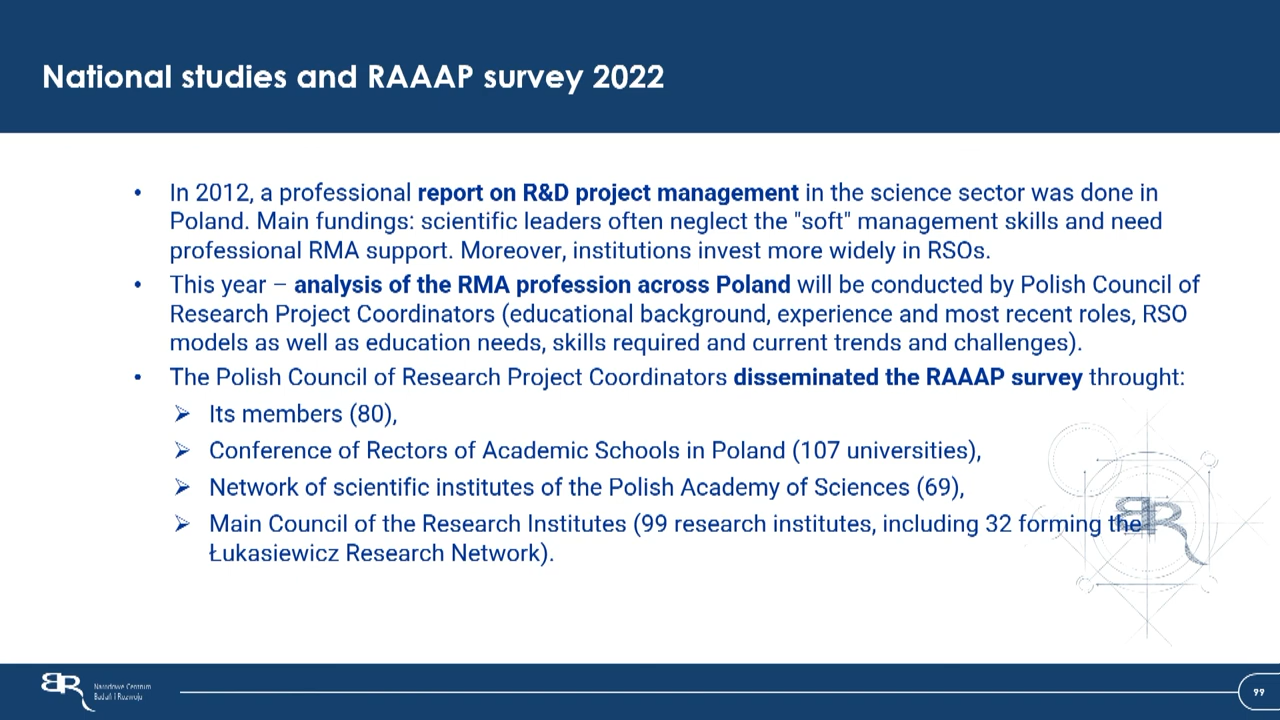 National studies and RAAAP survey 2022
• In 2012, a professional report on R&D project management in the science sector was done in
Poland. Main fundings: scientific leaders often neglect the "soft" management skills and need
professional RMA support. Moreover, institutions invest more widely in RSOs.
• This year – analysis of the RMA profession across Poland will be conducted by Polish Council of
Research Project Coordinators (educational background, experience and most recent roles, RSO
models as well as education needs, skills required and current trends and challenges).
• The Polish Council of Research Project Coordinators disseminated the RAAAP survey throught:
➢ Its members (80),
➢ Conference of Rectors of Academic Schools in Poland (107 universities),
➢ Network of scientific institutes of the Polish Academy of Sciences (69),
➢ Main Council of the Research Institutes (99 research institutes, including 32 forming the
Łukasiewicz Research Network).
Narodowe Centrum
Badań i Rozwoju
99